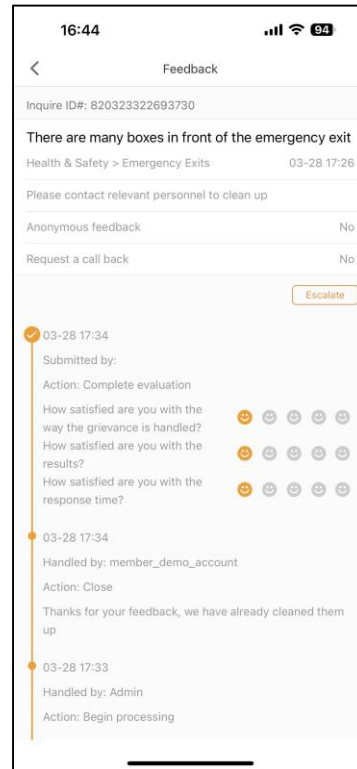 16:44
94
Feedback
Inquire ID#: 820323322693730
There are many boxes in front of the emergency exit
Health & Safety > Emergency Exits 03-28 17:26
Please contact relevant personnel to clean up
Anonymous feedback No
Request a call back No
Escalate
03-28 17:34
Submitted by:
Action: Complete evaluation
How satisfied are you with the
way the grievance is handled?
How satisfied are you with the
results?
How satisfied are you with the
response time?
03-28 17:34
Handled by: member_demo_account
Action: Close
Thanks for your feedback, we have already cleaned them
up
03-28 17:33
Handled by: Admin
Action: Begin processing